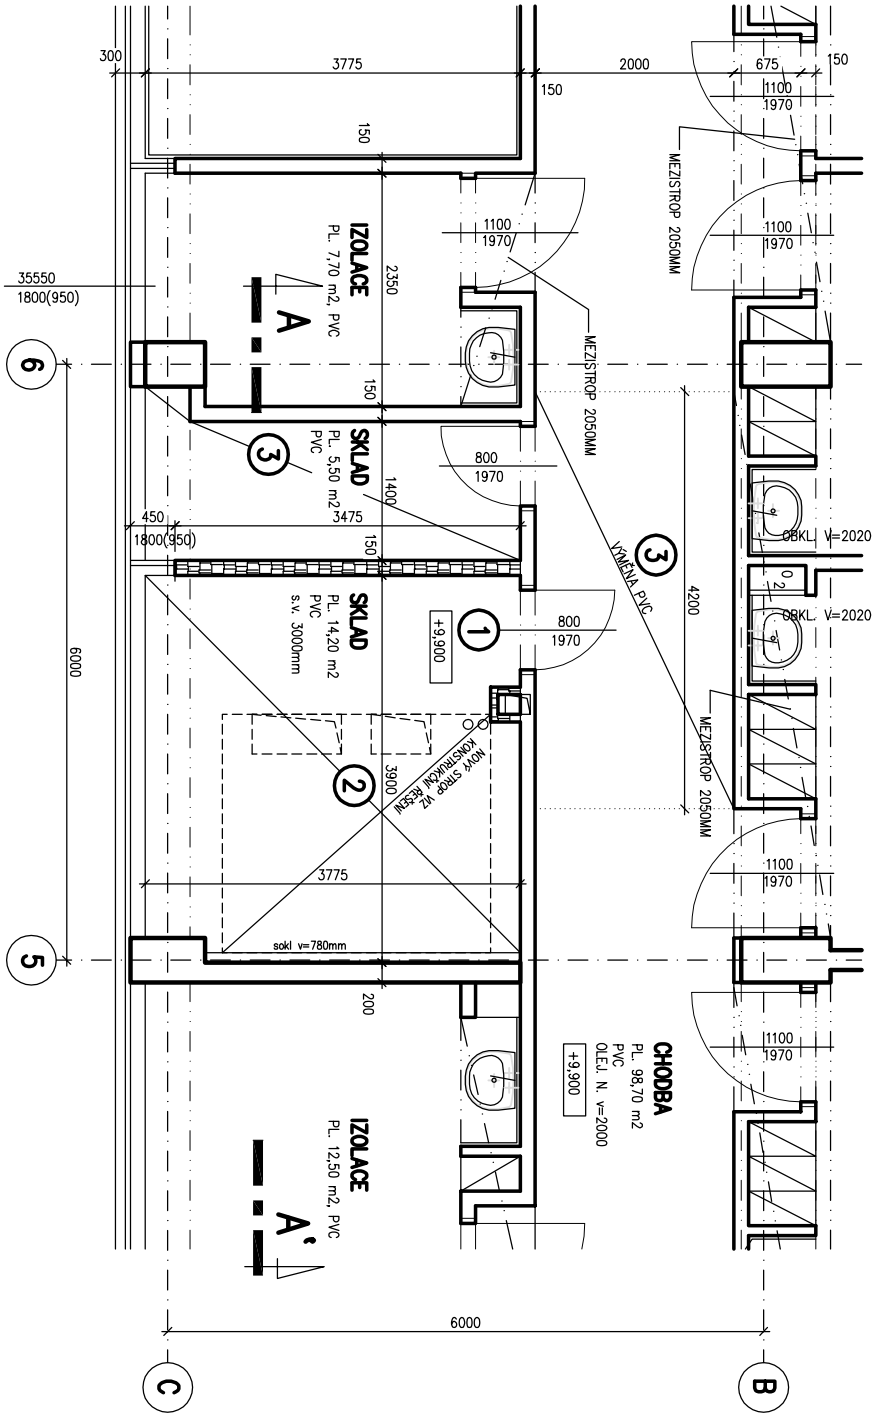 300
3775
2000
675
150
150
1100
1970
150
MEZISTROP 2050MM
1100
1970
1100
1970
IZOLACE
PL. 7,70 m2, PVC
2350
A
35550
1800(950)
MEZISTROP 2050MM
6
150
SKLAD
PL. 5,50 m2
PVC
3
800
1970
1400
450
3475
1800(950)
150
OBKL. V=2020
3
VÝMĚNA PVC
O2
4200
SKLAD
PL. 14,20 m2
PVC
s.v. 3000mm
+9,900
1
800
1970
OBKL. V=2020
6000
MEZISTROP 2050MM
NOVÝ STROP VIZ
KONSTRUKČNÍ ŘEŠENÍ
2
3900
3775
1100
1970
sokl v=780mm
5
200
CHODBA
PL. 98,70 m2
PVC
OLEJ. N. v=2000
+9,900
1100
1970
IZOLACE
PL. 12,50 m2, PVC
A'
6000
C
B